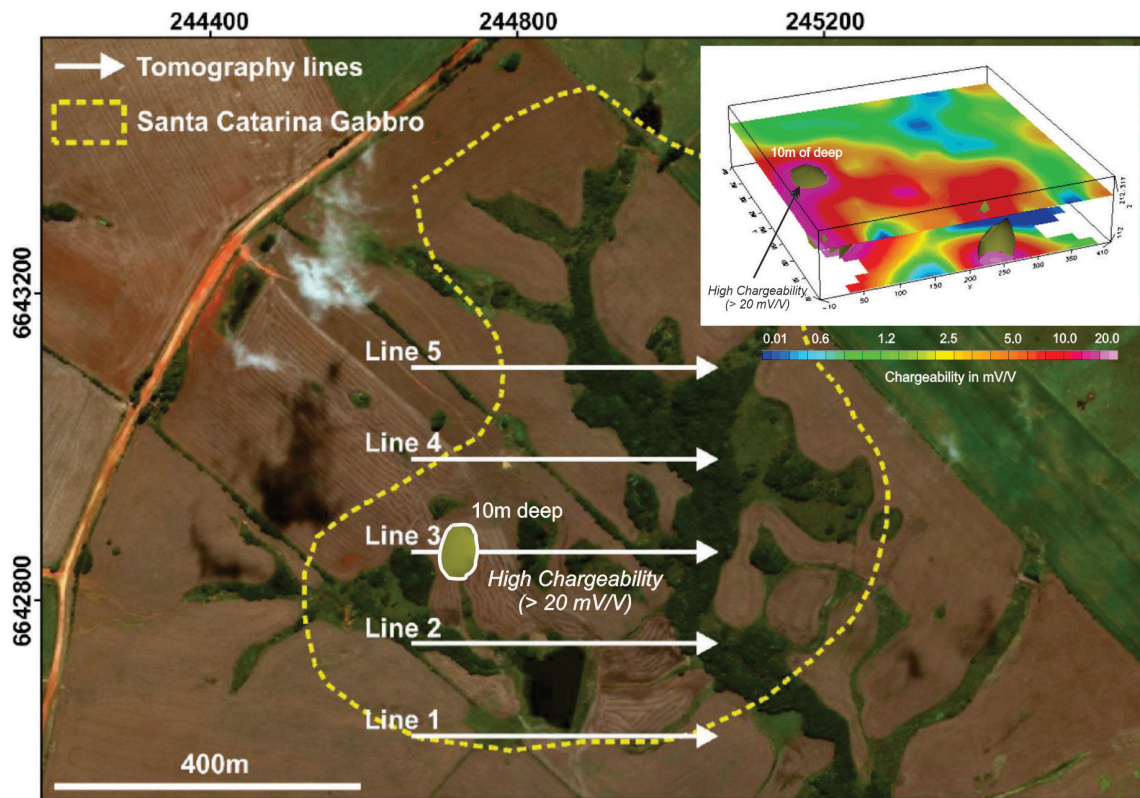 244400
244800
245200
Tomography lines
Santa Catarina Gabbro
6643200
6642800
Line 5
Line 4
10m deep
Line 3
High Chargeability
(> 20 mV/V)
Line 2
Line 1
400m
10m of deep
High Chargeability
(> 20 mV/V)
-10
50
100
150
200
250
300
350
410
y
112
z
0.01
0.6
1.2
2.5
5.0
10.0
20.0
Chargeability in mV/V